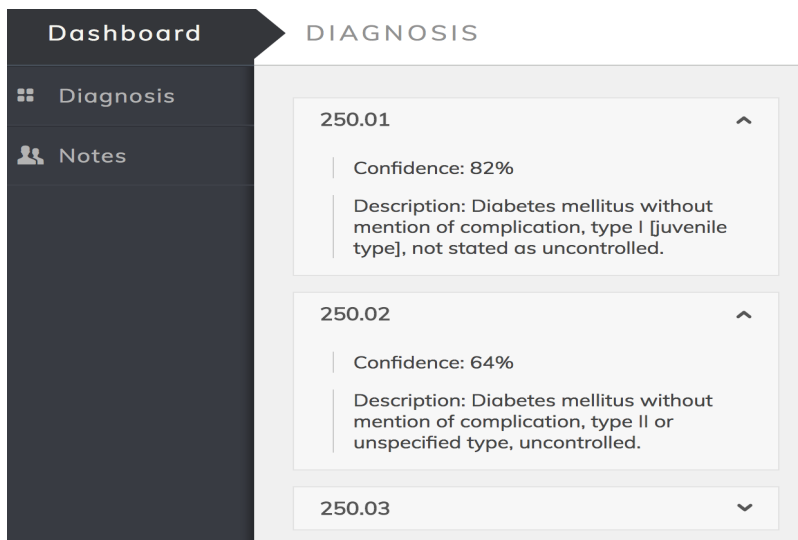 Dashboard
DIAGNOSIS
Diagnosis
Notes
250.01
Confidence: 82%
Description: Diabetes mellitus without
mention of complication, type I [juvenile
type], not stated as uncontrolled.
250.02
Confidence: 64%
Description: Diabetes mellitus without
mention of complication, type II or
unspecified type, uncontrolled.
250.03